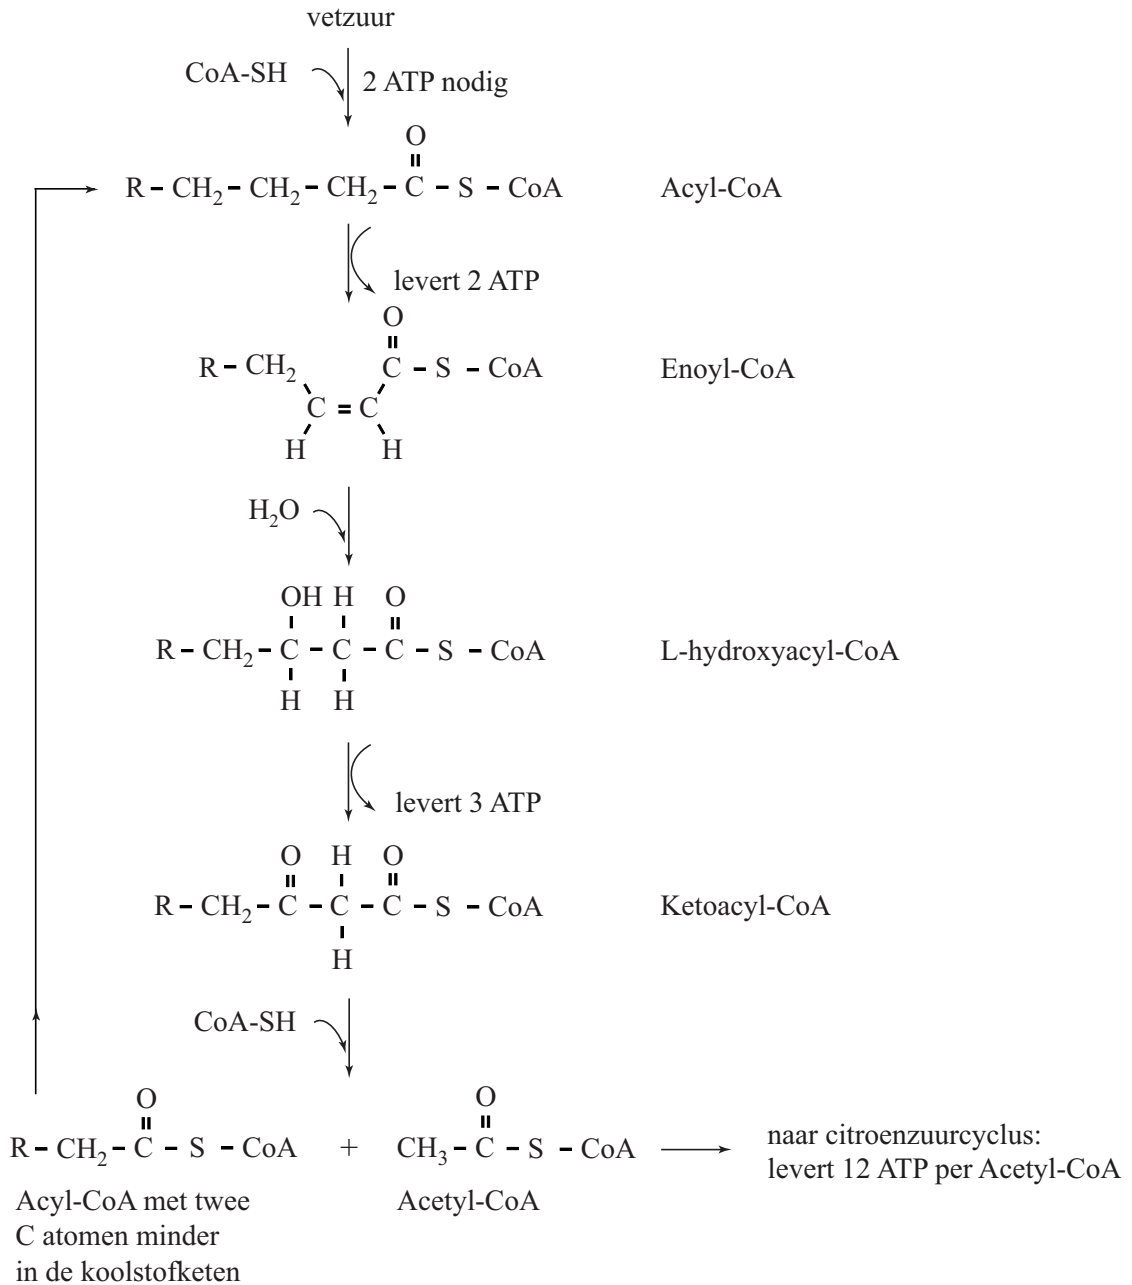 vetzuur
CoA-SH
2 ATP nodig
O
R – CH₂ – CH₂ – CH₂ – C – S – CoA
Acyl-CoA
levert 2 ATP
O
R – CH₂ C – S – CoA
Enoyl-CoA
C = C
H H
H₂O
OH H O
R – CH₂ – C – C – C – S – CoA
L-hydroxyacyl-CoA
H H
levert 3 ATP
O H O
R – CH₂ – C – C – C – S – CoA
Ketoacyl-CoA
H
CoA-SH
O O
R – CH₂ – C – S – CoA + CH₃ – C – S – CoA
naar citroenzuurcyclus:
levert 12 ATP per Acetyl-CoA
Acyl-CoA met twee
C atomen minder
in de koolstofketen
Acetyl-CoA